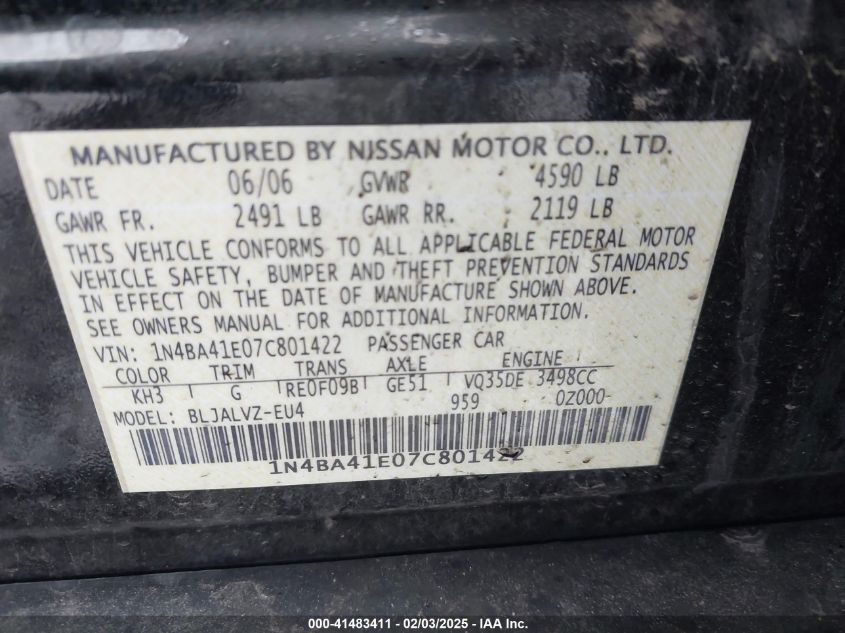 MANUFACTURED BY NISSAN MOTOR CO., LTD.
DATE 06/06 GVWR 4590 LB
GAWR FR. 2491 LB GAWR RR. 2119 LB
THIS VEHICLE CONFORMS TO ALL APPLICABLE FEDERAL MOTOR
VEHICLE SAFETY, BUMPER AND THEFT PREVENTION STANDARDS
IN EFFECT ON THE DATE OF MANUFACTURE SHOWN ABOVE.
SEE OWNERS MANUAL FOR ADDITIONAL INFORMATION.
VIN: 1N4BA41E07C801422 PASSENGER CAR
COLOR TRIM TRANS AXLE ENGINE
KH3 G RE0F09B GE51 VQ35DE 3498CC
MODEL: BLJALVZ-EU4 959 0Z000-
1N4BA41E07C801422
000-41483411 - 02/03/2025 - IAA Inc.